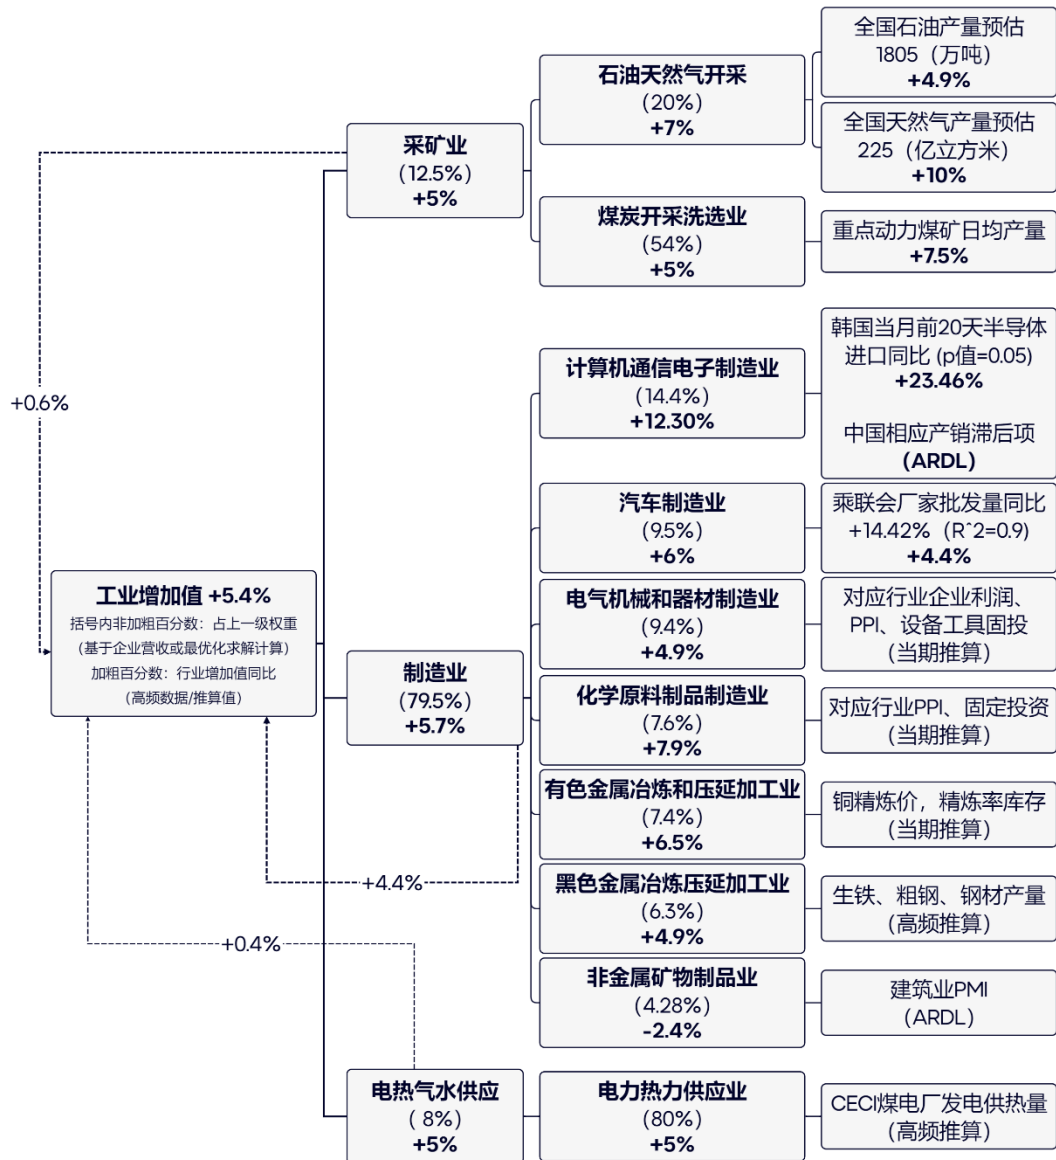 全国石油产量预估
1805（万吨）
+4.9%
石油天然气开采
（20%）
+7%
全国天然气产量预估
225（亿立方米）
+10%
采矿业
（12.5%）
+5%
煤炭开采洗选业
（54%）
+5%
重点动力煤矿日均产量
+7.5%
+0.6%
韩国当月前20天半导体
进口同比 (p值=0.05)
+23.46%
中国相应产销滞后项
(ARDL)
计算机通信电子制造业
（14.4%）
+12.30%
汽车制造业
（9.5%）
+6%
乘联会厂家批发量同比
+14.42%（R^2=0.9)
+4.4%
工业增加值 +5.4%
括号内非加粗百分数：占上一级权重
（基于企业营收或最优化求解计算）
加粗百分数：行业增加值同比
（高频数据/推算值）
电气机械和器材制造业
（9.4%）
+4.9%
对应行业企业利润、
PPI、设备工具固投
（当期推算）
制造业
（79.5%）
+5.7%
化学原料制品制造业
（7.6%）
+7.9%
对应行业PPI、固定投资
（当期推算）
有色金属冶炼和压延加工业
（7.4%）
+6.5%
铜精炼价，精炼率库存
（当期推算）
+4.4%
黑色金属冶炼压延加工业
（6.3%）
+4.9%
生铁、粗钢、钢材产量
（高频推算）
+0.4%
非金属矿物制品业
（4.28%）
-2.4%
建筑业PMI
（ARDL）
电热气水供应
（ 8%）
+5%
电力热力供应业
（80%）
+5%
CECI煤电厂发电供热量
（高频推算）